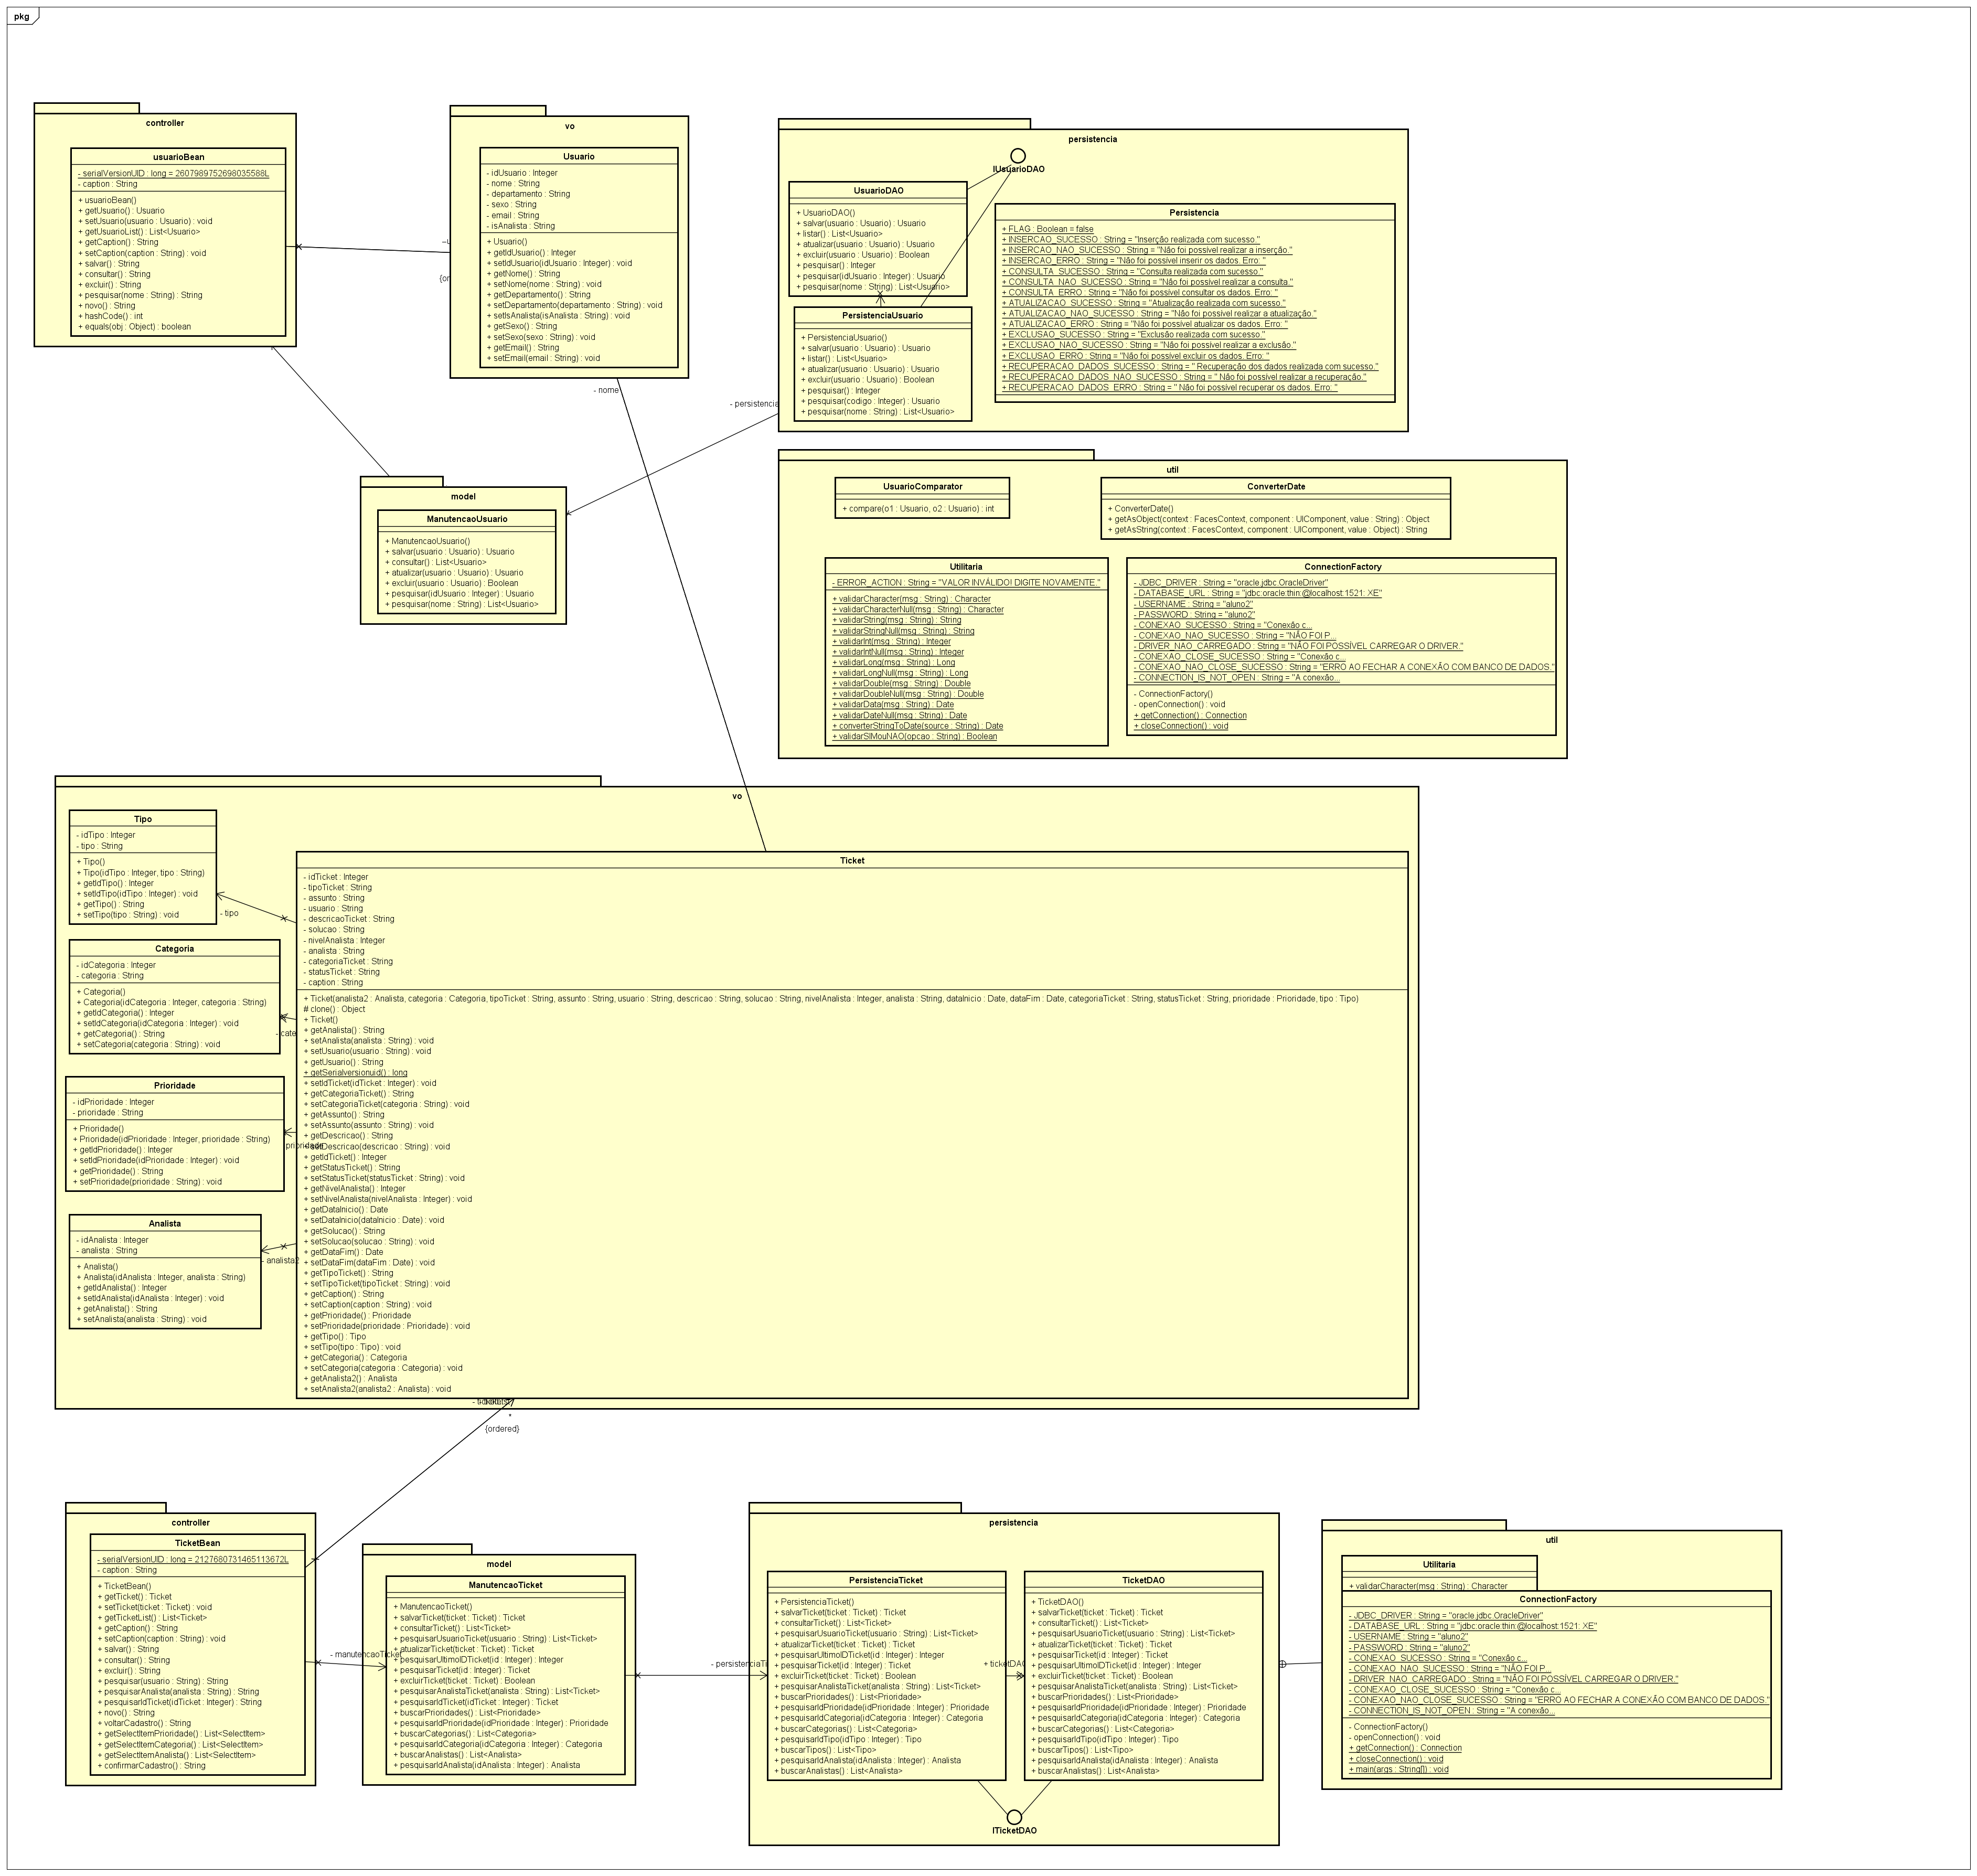 pkg
controller
usuarioBean
- serialVersionUID : long = 2607989752698035588L
- caption : String
+ usuarioBean()
+ getUsuario() : Usuario
+ setUsuario(usuario : Usuario) : void
+ getUsuarioList() : List<Usuario>
+ getCaption() : String
+ setCaption(caption : String) : void
+ salvar() : String
+ consultar() : String
+ excluir() : String
+ pesquisar(nome : String) : String
+ novo() : String
+ hashCode() : int
+ equals(obj : Object) : boolean
vo
Usuario
- idUsuario : Integer
- nome : String
- departamento : String
- sexo : String
- email : String
- isAnalista : String
+ Usuario()
+ getIdUsuario() : Integer
+ setIdUsuario(idUsuario : Integer) : void
+ getNome() : String
+ setNome(nome : String) : void
+ getDepartamento() : String
+ setDepartamento(departamento : String) : void
+ setIsAnalista(isAnalista : String) : void
+ getSexo() : String
+ setSexo(sexo : String) : void
+ getEmail() : String
+ setEmail(email : String) : void
- nome
persistencia
IUsuarioDAO
UsuarioDAO
+ UsuarioDAO()
+ salvar(usuario : Usuario) : Usuario
+ listar() : List<Usuario>
+ atualizar(usuario : Usuario) : Usuario
+ excluir(usuario : Usuario) : Boolean
+ pesquisar() : Integer
+ pesquisar(idUsuario : Integer) : Usuario
+ pesquisar(nome : String) : List<Usuario>
PersistenciaUsuario
+ PersistenciaUsuario()
+ salvar(usuario : Usuario) : Usuario
+ listar() : List<Usuario>
+ atualizar(usuario : Usuario) : Usuario
+ excluir(usuario : Usuario) : Boolean
+ pesquisar() : Integer
+ pesquisar(codigo : Integer) : Usuario
+ pesquisar(nome : String) : List<Usuario>
Persistencia
+ FLAG : Boolean = false
+ INSERCAO_SUCESSO : String = "Inserção realizada com sucesso."
+ INSERCAO_NAO_SUCESSO : String = "Não foi possível realizar a inserção."
+ INSERCAO_ERRO : String = "Não foi possível inserir os dados. Erro: "
+ CONSULTA_SUCESSO : String = "Consulta realizada com sucesso."
+ CONSULTA_NAO_SUCESSO : String = "Não foi possível realizar a consulta."
+ CONSULTA_ERRO : String = "Não foi possível consultar os dados. Erro: "
+ ATUALIZACAO_SUCESSO : String = "Atualização realizada com sucesso."
+ ATUALIZACAO_NAO_SUCESSO : String = "Não foi possível realizar a atualização."
+ ATUALIZACAO_ERRO : String = "Não foi possível atualizar os dados. Erro: "
+ EXCLUSAO_SUCESSO : String = "Exclusão realizada com sucesso."
+ EXCLUSAO_NAO_SUCESSO : String = "Não foi possível realizar a exclusão."
+ EXCLUSAO_ERRO : String = "Não foi possível excluir os dados. Erro: "
+ RECUPERACAO_DADOS_SUCESSO : String = " Recuperação dos dados realizada com sucesso."
+ RECUPERACAO_DADOS_NAO_SUCESSO : String = " Não foi possível realizar a recuperação."
+ RECUPERACAO_DADOS_ERRO : String = " Não foi possível recuperar os dados. Erro: "
- persistencia
model
ManutencaoUsuario
+ ManutencaoUsuario()
+ salvar(usuario : Usuario) : Usuario
+ consultar() : List<Usuario>
+ atualizar(usuario : Usuario) : Usuario
+ excluir(usuario : Usuario) : Boolean
+ pesquisar(idUsuario : Integer) : Usuario
+ pesquisar(nome : String) : List<Usuario>
util
UsuarioComparator
+ compare(o1 : Usuario, o2 : Usuario) : int
ConverterDate
+ ConverterDate()
+ getAsObject(context : FacesContext, component : UIComponent, value : String) : Object
+ getAsString(context : FacesContext, component : UIComponent, value : Object) : String
Utilitaria
- ERROR_ACTION : String = "VALOR INVÁLIDO! DIGITE NOVAMENTE."
+ validarCharacter(msg : String) : Character
+ validarCharacterNull(msg : String) : Character
+ validarString(msg : String) : String
+ validarStringNull(msg : String) : String
+ validarInt(msg : String) : Integer
+ validarIntNull(msg : String) : Integer
+ validarLong(msg : String) : Long
+ validarLongNull(msg : String) : Long
+ validarDouble(msg : String) : Double
+ validarDoubleNull(msg : String) : Double
+ validarData(msg : String) : Date
+ validarDateNull(msg : String) : Date
+ converterStringToDate(source : String) : Date
+ validarSIMouNAO(opcao : String) : Boolean
ConnectionFactory
- JDBC_DRIVER : String = "oracle.jdbc.OracleDriver"
- DATABASE_URL : String = "jdbc:oracle:thin:@localhost:1521: XE"
- USERNAME : String = "aluno2"
- PASSWORD : String = "aluno2"
- CONEXAO_SUCESSO : String = "Conexão c...
- CONEXAO_NAO_SUCESSO : String = "NÃO FOI P...
- DRIVER_NAO_CARREGADO : String = "NÃO FOI POSSÍVEL CARREGAR O DRIVER."
- CONEXAO_CLOSE_SUCESSO : String = "Conexão c...
- CONEXAO_NAO_CLOSE_SUCESSO : String = "ERRO AO FECHAR A CONEXÃO COM BANCO DE DADOS."
- CONNECTION_IS_NOT_OPEN : String = "A conexão...
- ConnectionFactory()
- openConnection() : void
+ getConnection() : Connection
+ closeConnection() : void
vo
Tipo
- idTipo : Integer
- tipo : String
+ Tipo()
+ Tipo(idTipo : Integer, tipo : String)
+ getIdTipo() : Integer
+ setIdTipo(idTipo : Integer) : void
+ getTipo() : String
+ setTipo(tipo : String) : void
- tipo
Categoria
- idCategoria : Integer
- categoria : String
+ Categoria()
+ Categoria(idCategoria : Integer, categoria : String)
+ getIdCategoria() : Integer
+ setIdCategoria(idCategoria : Integer) : void
+ getCategoria() : String
+ setCategoria(categoria : String) : void
- cate
Prioridade
- idPrioridade : Integer
- prioridade : String
+ Prioridade()
+ Prioridade(idPrioridade : Integer, prioridade : String)
+ getIdPrioridade() : Integer
+ setIdPrioridade(idPrioridade : Integer) : void
+ getPrioridade() : String
+ setPrioridade(prioridade : String) : void
prioridade
Analista
- idAnalista : Integer
- analista : String
+ Analista()
+ Analista(idAnalista : Integer, analista : String)
+ getIdAnalista() : Integer
+ setIdAnalista(idAnalista : Integer) : void
+ getAnalista() : String
+ setAnalista(analista : String) : void
- analista2
Ticket
- idTicket : Integer
- tipoTicket : String
- assunto : String
- usuario : String
- descricaoTicket : String
- solucao : String
- nivelAnalista : Integer
- analista : String
- categoriaTicket : String
- statusTicket : String
- caption : String
+ Ticket(analista2 : Analista, categoria : Categoria, tipoTicket : String, assunto : String, usuario : String, descricao : String, solucao : String, nivelAnalista : Integer, analista : String, dataInicio : Date, dataFim : Date, categoriaTicket : String, statusTicket : String, prioridade : Prioridade, tipo : Tipo)
# clone() : Object
+ Ticket()
+ getAnalista() : String
+ setAnalista(analista : String) : void
+ setUsuario(usuario : String) : void
+ getUsuario() : String
+ getSerialversionuid() : long
+ setIdTicket(idTicket : Integer) : void
+ getCategoriaTicket() : String
+ setCategoriaTicket(categoria : String) : void
+ getAssunto() : String
+ setAssunto(assunto : String) : void
+ getDescricao() : String
+ setDescricao(descricao : String) : void
+ getIdTicket() : Integer
+ getStatusTicket() : String
+ setStatusTicket(statusTicket : String) : void
+ getNivelAnalista() : Integer
+ setNivelAnalista(nivelAnalista : Integer) : void
+ getDataInicio() : Date
+ setDataInicio(dataInicio : Date) : void
+ getSolucao() : String
+ setSolucao(solucao : String) : void
+ getDataFim() : Date
+ setDataFim(dataFim : Date) : void
+ getTipoTicket() : String
+ setTipoTicket(tipoTicket : String) : void
+ getCaption() : String
+ setCaption(caption : String) : void
+ getPrioridade() : Prioridade
+ setPrioridade(prioridade : Prioridade) : void
+ getTipo() : Tipo
+ setTipo(tipo : Tipo) : void
+ getCategoria() : Categoria
+ setCategoria(categoria : Categoria) : void
+ getAnalista2() : Analista
+ setAnalista2(analista2 : Analista) : void
*
{ordered}
controller
TicketBean
- serialVersionUID : long = 2127680731465113672L
- caption : String
+ TicketBean()
+ getTicket() : Ticket
+ setTicket(ticket : Ticket) : void
+ getTicketList() : List<Ticket>
+ getCaption() : String
+ setCaption(caption : String) : void
+ salvar() : String
+ consultar() : String
+ excluir() : String
+ pesquisar(usuario : String) : String
+ pesquisarAnalista(analista : String) : String
+ pesquisarIdTicket(idTicket : Integer) : String
+ novo() : String
+ voltarCadastro() : String
+ getSelectItemPrioridade() : List<SelectItem>
+ getSelectItemCategoria() : List<SelectItem>
+ getSelectItemAnalista() : List<SelectItem>
+ confirmarCadastro() : String
- manutencaoTicket
model
ManutencaoTicket
+ ManutencaoTicket()
+ salvarTicket(ticket : Ticket) : Ticket
+ consultarTicket() : List<Ticket>
+ pesquisarUsuarioTicket(usuario : String) : List<Ticket>
+ atualizarTicket(ticket : Ticket) : Ticket
+ pesquisarUltimoIDTicket(id : Integer) : Integer
+ pesquisarTicket(id : Integer) : Ticket
+ excluirTicket(ticket : Ticket) : Boolean
+ pesquisarAnalistaTicket(analista : String) : List<Ticket>
+ pesquisarIdTicket(idTicket : Integer) : Ticket
+ buscarPrioridades() : List<Prioridade>
+ pesquisarIdPrioridade(idPrioridade : Integer) : Prioridade
+ buscarCategorias() : List<Categoria>
+ pesquisarIdCategoria(idCategoria : Integer) : Categoria
+ buscarAnalistas() : List<Analista>
+ pesquisarIdAnalista(idAnalista : Integer) : Analista
- persistenciaTi
persistencia
PersistenciaTicket
+ PersistenciaTicket()
+ salvarTicket(ticket : Ticket) : Ticket
+ consultarTicket() : List<Ticket>
+ pesquisarUsuarioTicket(usuario : String) : List<Ticket>
+ atualizarTicket(ticket : Ticket) : Ticket
+ pesquisarUltimoIDTicket(id : Integer) : Integer
+ pesquisarTicket(id : Integer) : Ticket
+ excluirTicket(ticket : Ticket) : Boolean
+ pesquisarAnalistaTicket(analista : String) : List<Ticket>
+ buscarPrioridades() : List<Prioridade>
+ pesquisarIdPrioridade(idPrioridade : Integer) : Prioridade
+ pesquisarIdCategoria(idCategoria : Integer) : Categoria
+ buscarCategorias() : List<Categoria>
+ pesquisarIdTipo(idTipo : Integer) : Tipo
+ buscarTipos() : List<Tipo>
+ pesquisarIdAnalista(idAnalista : Integer) : Analista
+ buscarAnalistas() : List<Analista>
+ ticketDAO
TicketDAO
+ TicketDAO()
+ salvarTicket(ticket : Ticket) : Ticket
+ consultarTicket() : List<Ticket>
+ pesquisarUsuarioTicket(usuario : String) : List<Ticket>
+ atualizarTicket(ticket : Ticket) : Ticket
+ pesquisarTicket(id : Integer) : Ticket
+ pesquisarUltimoIDTicket(id : Integer) : Integer
+ excluirTicket(ticket : Ticket) : Boolean
+ pesquisarAnalistaTicket(analista : String) : List<Ticket>
+ buscarPrioridades() : List<Prioridade>
+ pesquisarIdPrioridade(idPrioridade : Integer) : Prioridade
+ pesquisarIdCategoria(idCategoria : Integer) : Categoria
+ buscarCategorias() : List<Categoria>
+ pesquisarIdTipo(idTipo : Integer) : Tipo
+ buscarTipos() : List<Tipo>
+ pesquisarIdAnalista(idAnalista : Integer) : Analista
+ buscarAnalistas() : List<Analista>
ITicketDAO
util
Utilitaria
+ validarCharacter(msg : String) : Character
ConnectionFactory
- JDBC_DRIVER : String = "oracle.jdbc.OracleDriver"
- DATABASE_URL : String = "jdbc:oracle:thin:@localhost:1521: XE"
- USERNAME : String = "aluno2"
- PASSWORD : String = "aluno2"
- CONEXAO_SUCESSO : String = "Conexão c...
- CONEXAO_NAO_SUCESSO : String = "NÃO FOI P...
- DRIVER_NAO_CARREGADO : String = "NÃO FOI POSSÍVEL CARREGAR O DRIVER."
- CONEXAO_CLOSE_SUCESSO : String = "Conexão c...
- CONEXAO_NAO_CLOSE_SUCESSO : String = "ERRO AO FECHAR A CONEXÃO COM BANCO DE DADOS."
- CONNECTION_IS_NOT_OPEN : String = "A conexão...
- ConnectionFactory()
- openConnection() : void
+ getConnection() : Connection
+ closeConnection() : void
+ main(args : String[]) : void